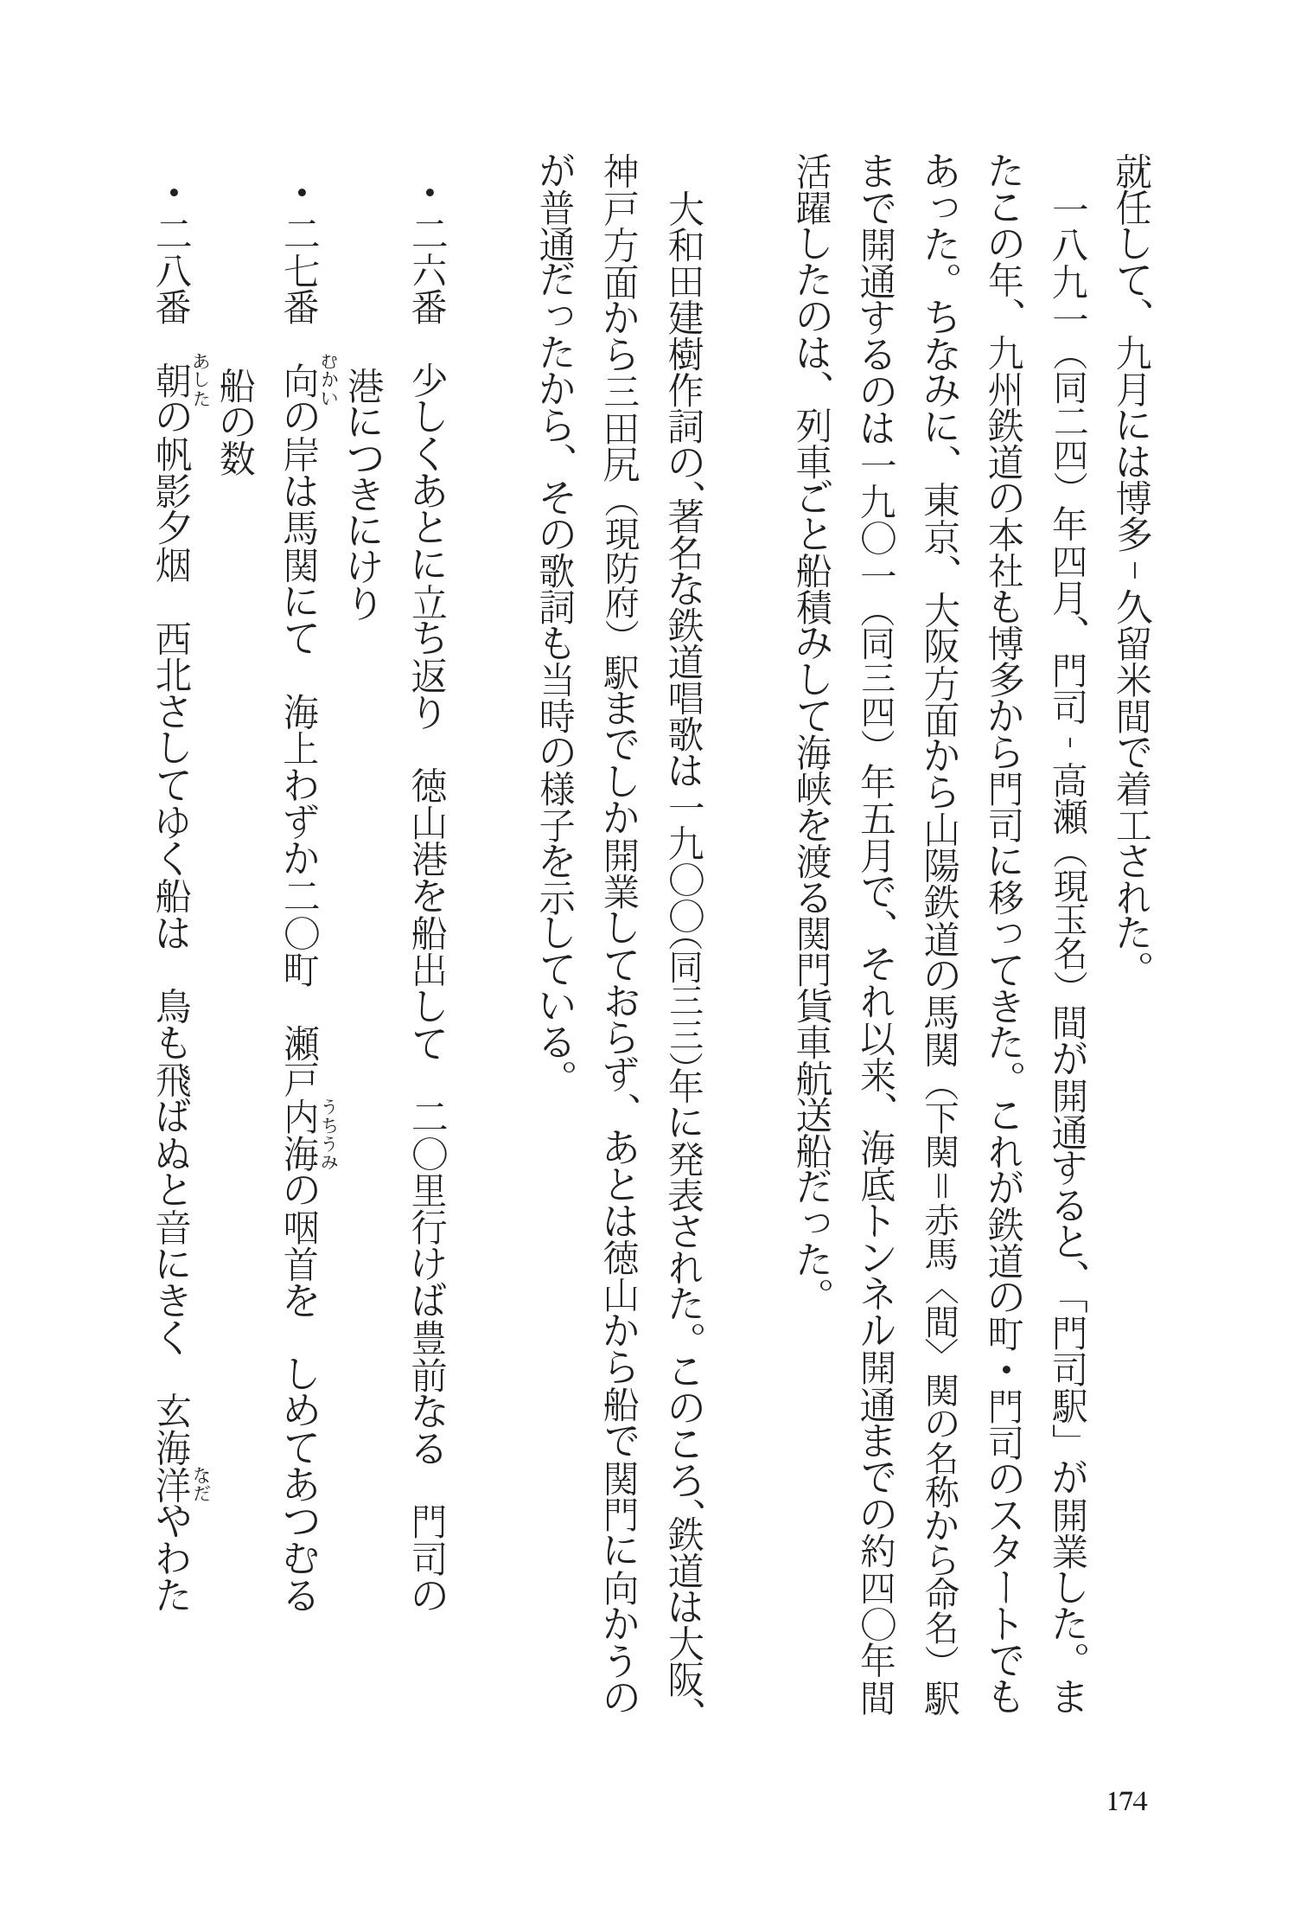 就任して、九月には博多－久留米間で着工された。
一八九一（同二四）年四月、門司－高瀬（現玉名）間が開通すると、「門司駅」が開業した。ま
たこの年、九州鉄道の本社も博多から門司に移ってきた。これが鉄道の町・門司のスタートでも
あった。ちなみに、東京、大阪方面から山陽鉄道の馬関（下関＝赤馬〈間〉関の名称から命名）駅
まで開通するのは一九〇一（同三四）年五月で、それ以来、海底トンネル開通までの約四〇年間
活躍したのは、列車ごと船積みして海峡を渡る関門貨車航送船だった。
大和田建樹作詞の、著名な鉄道唱歌は一九〇〇（同三三）年に発表された。このころ、鉄道は大阪、
神戸方面から三田尻（現防府）駅までしか開業しておらず、あとは徳山から船で関門に向かうの
が普通だったから、その歌詞も当時の様子を示している。
・二六番　少しくあとに立ち返り　徳山港を船出して　二〇里行けば豊前なる　門司の
港につきにけり
・二七番　向の岸は馬関にて　海上わずか二〇町　瀬戸内海の咽首を　しめてあつむる
むかい
うちうみ
船の数
・二八番　朝の帆影夕烟　西北さしてゆく船は　鳥も飛ばぬと音にきく　玄海洋やわた
あした
なだ
174